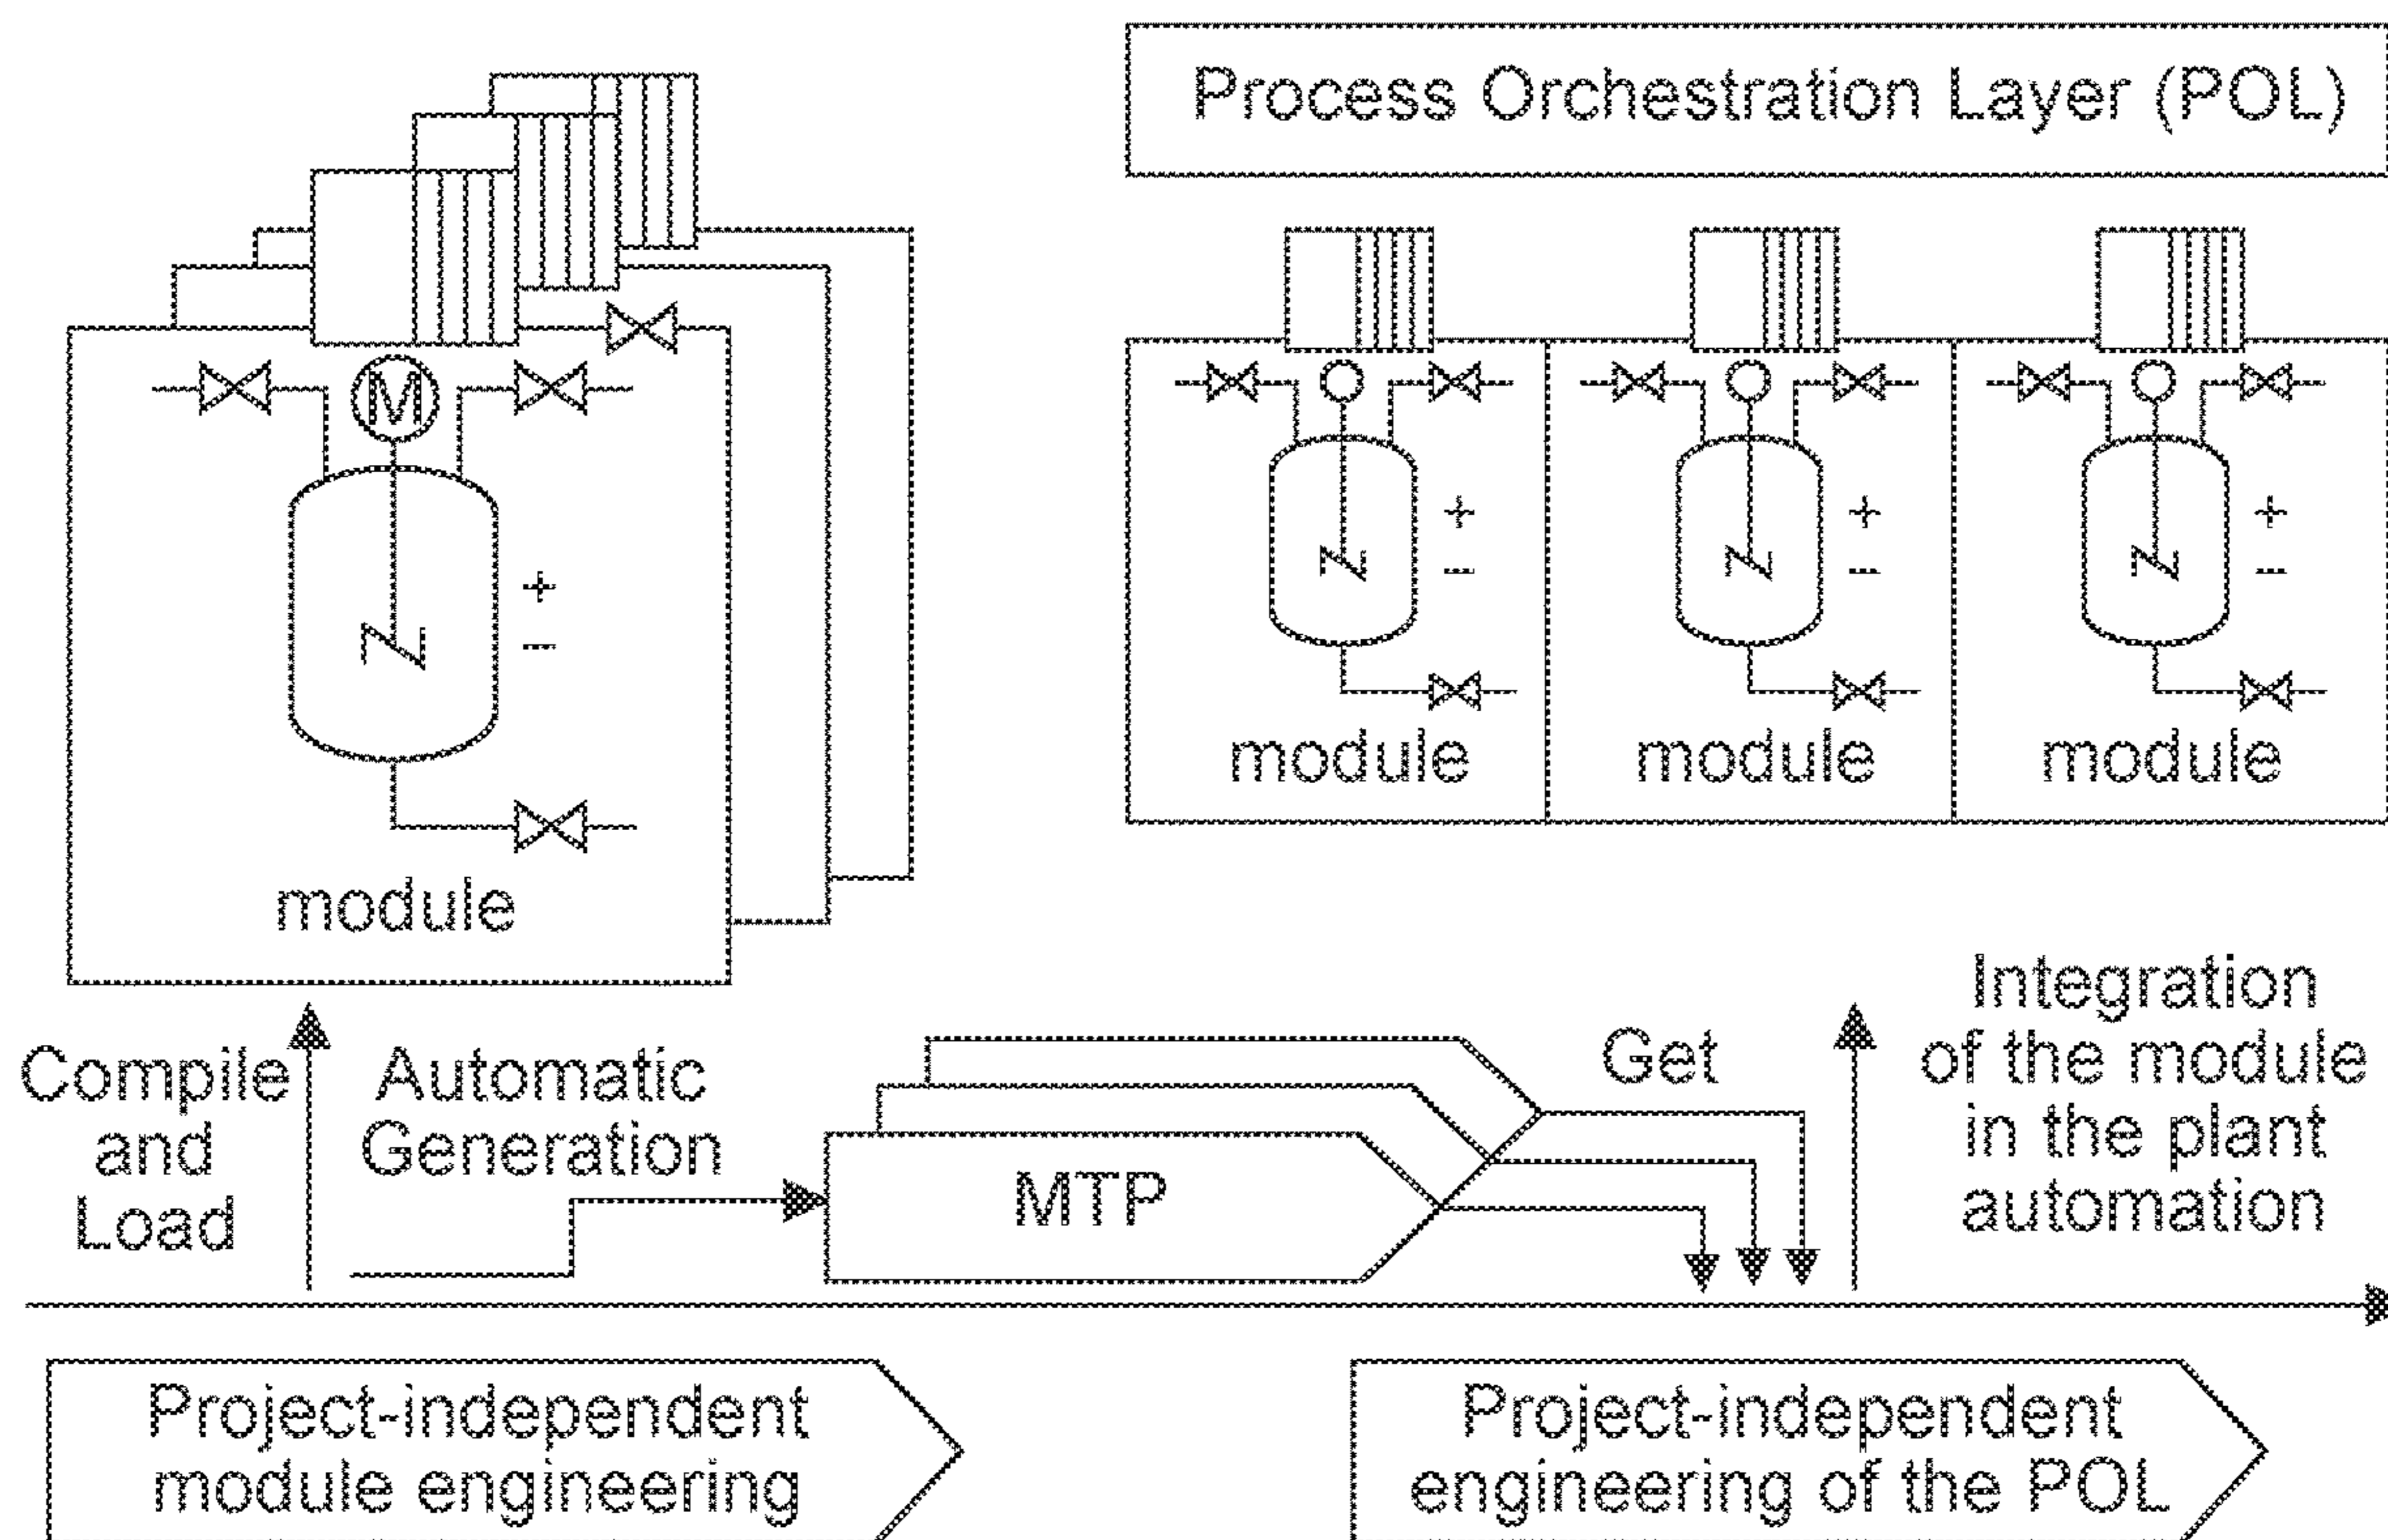 Process Orchestration Layer (POL)
M
+
−
module
+
−
module
+
−
module
+
−
module
Compile
and
Load
Automatic
Generation
MTP
Get
Integration
of the module
in the plant
automation
Project-independent
module engineering
Project-independent
engineering of the POL